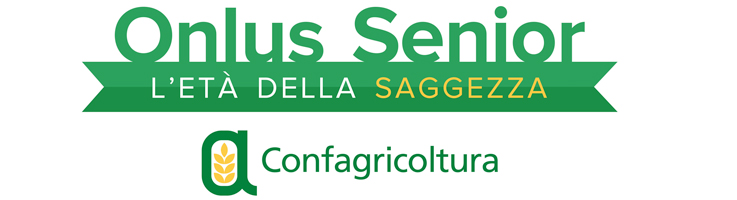 Onlus Senior
L'ETÀ DELLA SAGGEZZA
a Confagricoltura